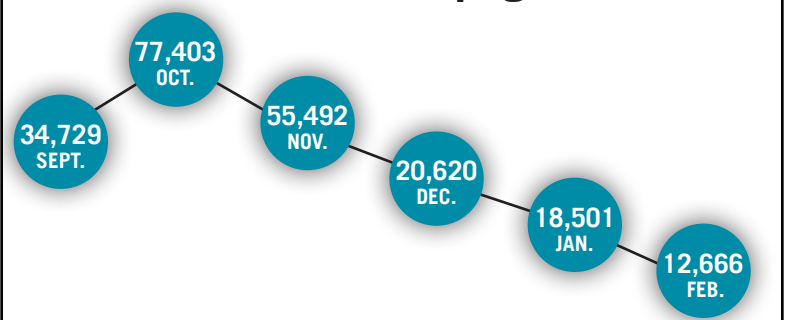 34,729
SEPT.
77,403
OCT.
55,492
NOV.
20,620
DEC.
18,501
JAN.
12,666
FEB.